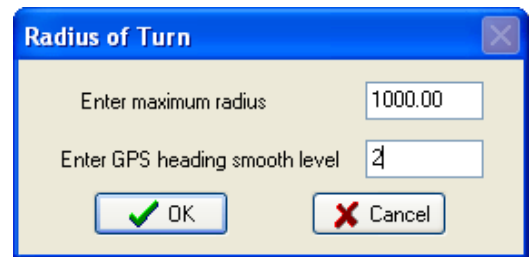 Radius of Turn
Enter maximum radius 1000.00
Enter GPS heading smooth level 2
OK Cancel